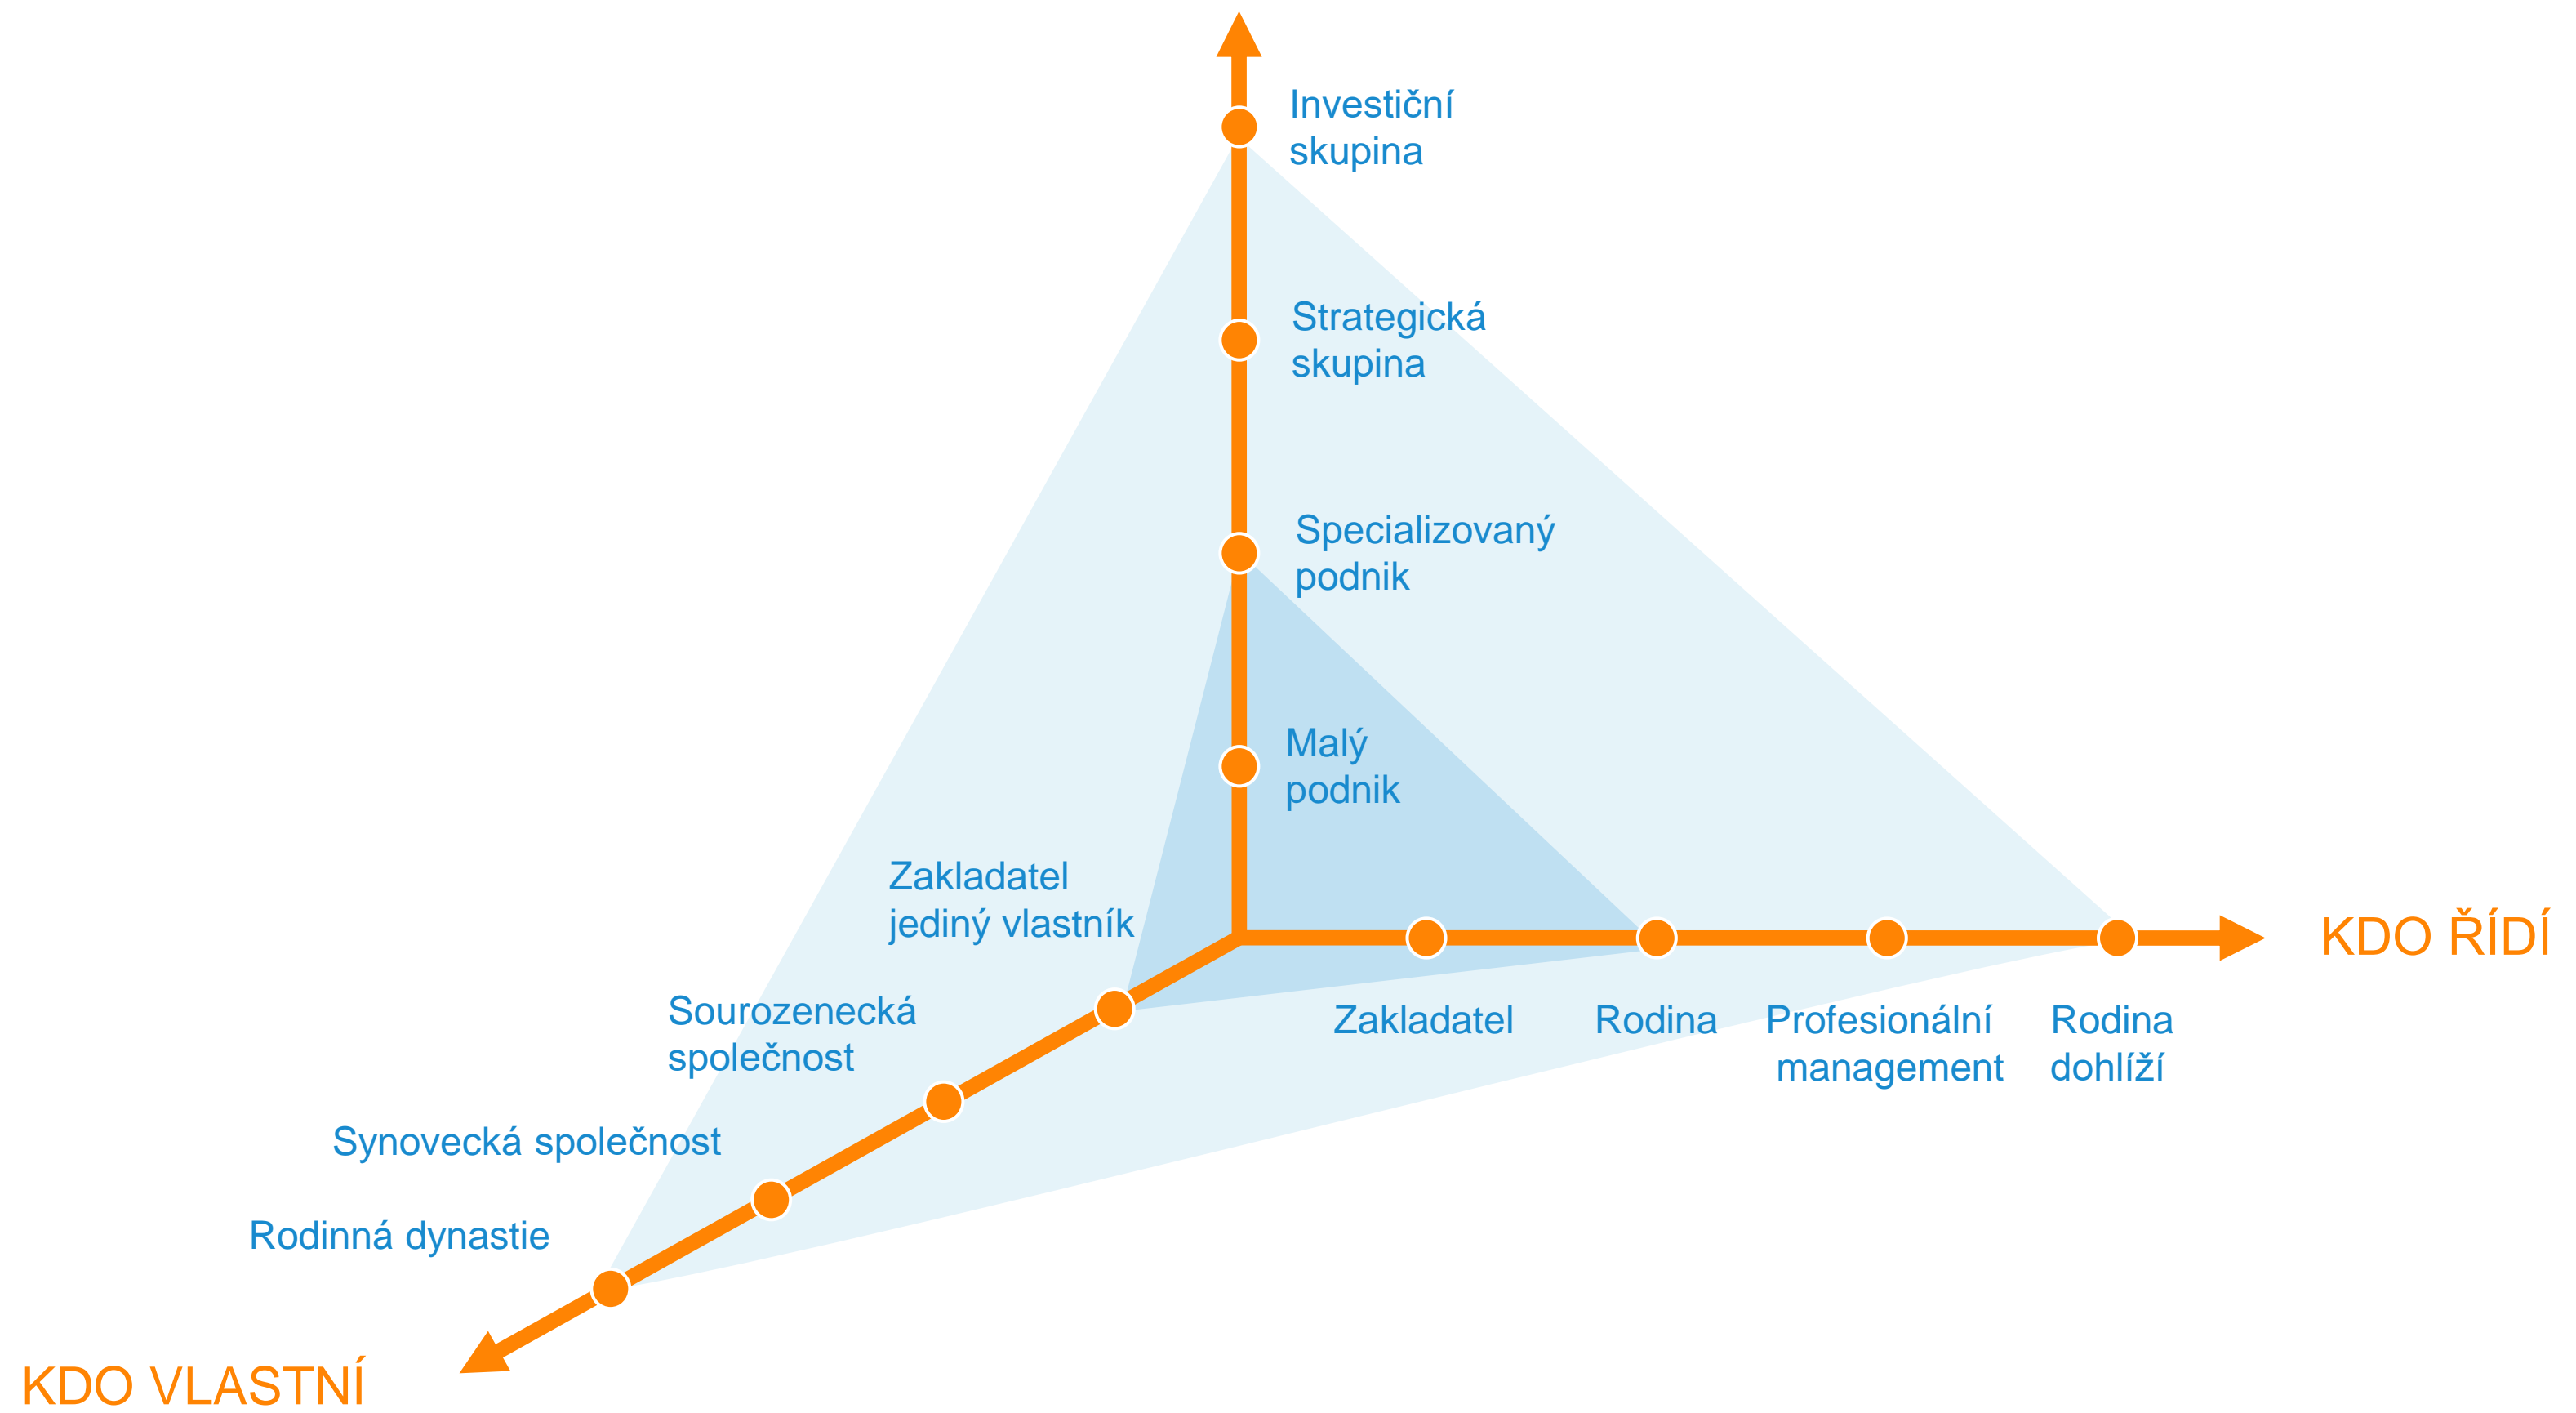 Investiční
skupina
Strategická
skupina
Specializovaný
podnik
Malý
podnik
Zakladatel
jediný vlastník
Sourozenecká
společnost
Synovecká společnost
Rodinná dynastie
KDO VLASTNÍ
Zakladatel
Rodina
Profesionální
management
Rodina
dohlíží
KDO ŘÍDÍ